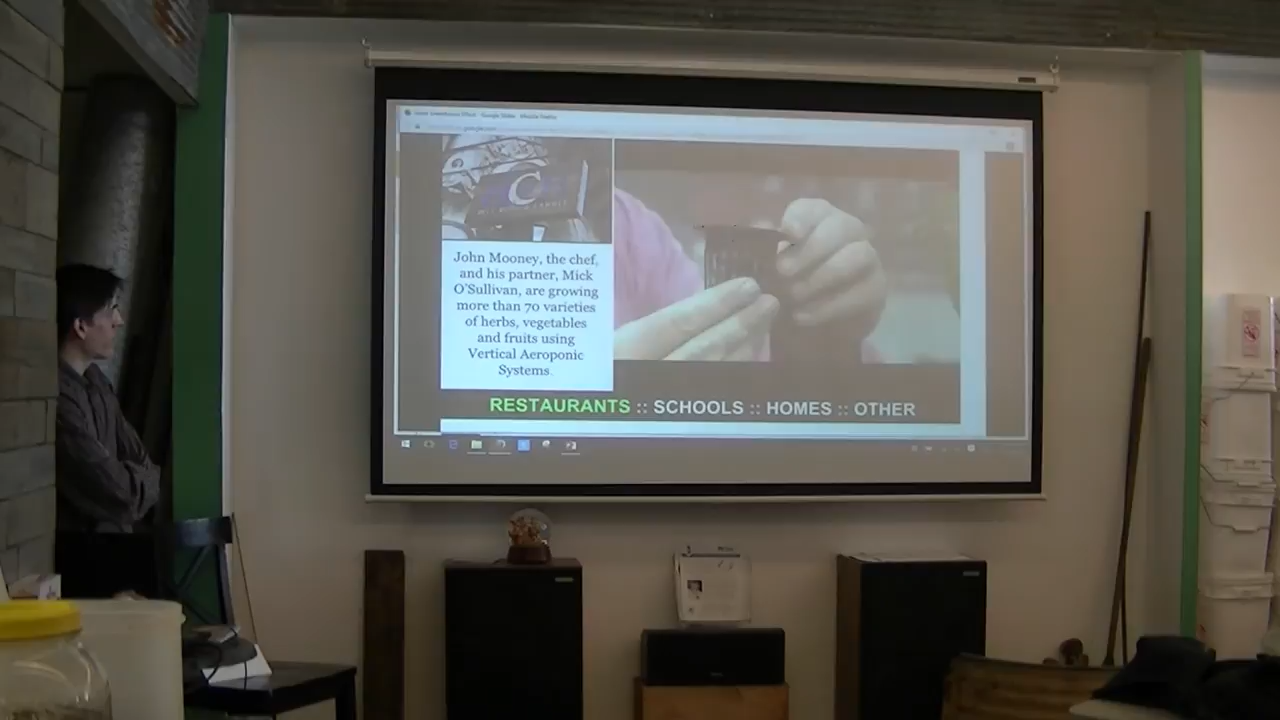 C
John Mooney, the chef,
and his partner, Mick
O'Sullivan, are growing
more than 70 varieties
of herbs, vegetables
and fruits using
Vertical Aeroponic
Systems.
RESTAURANTS :: SCHOOLS :: HOMES :: OTHER